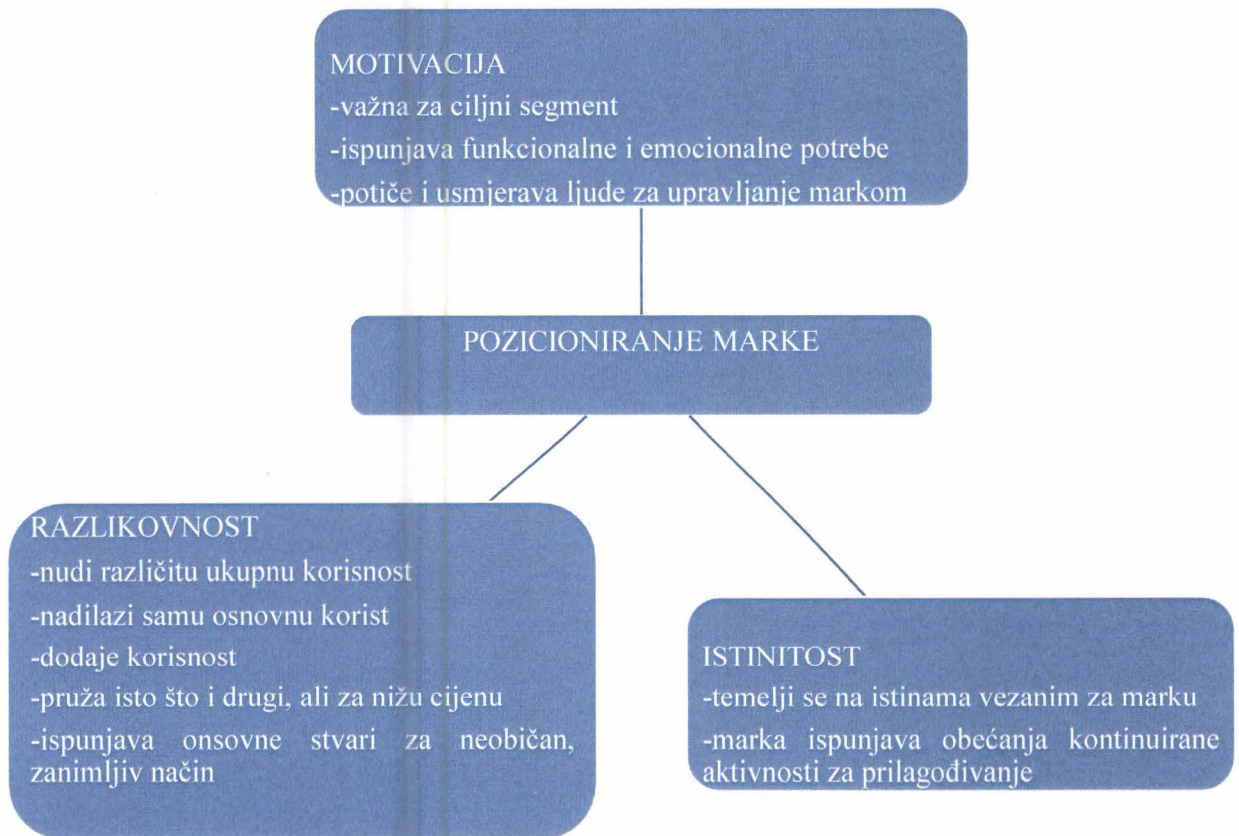 MOTIVACIJA
-važna za ciljni segment
-ispunjava funkcionalne i emocionalne potrebe
-potiče i usmjerava ljude za upravljanje markom
POZICIONIRANJE MARKE
RAZLIKOVNOST
-nudi različitu ukupnu korisnost
-nadilazi samu osnovnu korist
-dodaje korisnost
-pruža isto što i drugi, ali za nižu cijenu
-ispunjava onsovne stvari za neobičan,
zanimljiv način
ISTINITOST
-temelji se na istinama vezanim za marku
-marka ispunjava obećanja kontinuirane
aktivnosti za prilagođivanje